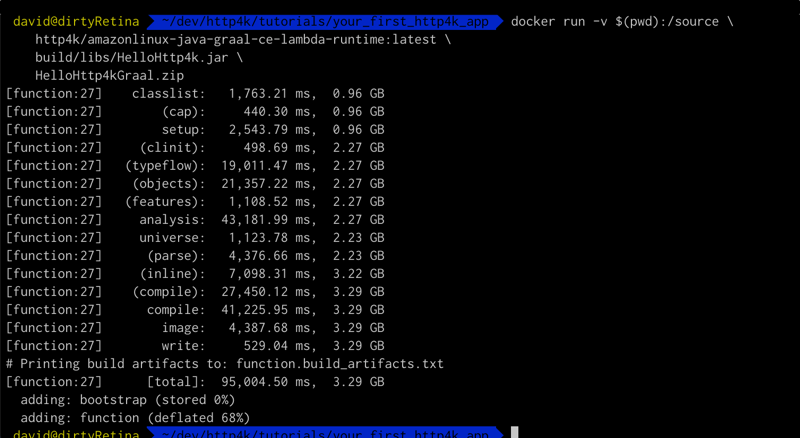 david@dirtyRetina ~/dev/http4k/tutorials/your_first_http4k_app docker run -v $(pwd):/source \
http4k/amazonlinux-java-graal-ce-lambda-runtime:latest \
build/libs/HelloHttp4k.jar \
HelloHttp4kGraal.zip
[function:27] classlist: 1,763.21 ms, 0.96 GB
[function:27] (cap): 440.30 ms, 0.96 GB
[function:27] setup: 2,543.79 ms, 0.96 GB
[function:27] (clinit): 498.69 ms, 2.27 GB
[function:27] (typeflow): 19,011.47 ms, 2.27 GB
[function:27] (objects): 21,357.22 ms, 2.27 GB
[function:27] (features): 1,108.52 ms, 2.27 GB
[function:27] analysis: 43,181.99 ms, 2.27 GB
[function:27] universe: 1,123.78 ms, 2.23 GB
[function:27] (parse): 4,376.66 ms, 2.23 GB
[function:27] (inline): 7,098.31 ms, 3.22 GB
[function:27] (compile): 27,450.12 ms, 3.29 GB
[function:27] compile: 41,225.95 ms, 3.29 GB
[function:27] image: 4,387.68 ms, 3.29 GB
[function:27] write: 529.04 ms, 3.29 GB
# Printing build artifacts to: function.build_artifacts.txt
[function:27] [total]: 95,004.50 ms, 3.29 GB
adding: bootstrap (stored 0%)
adding: function (deflated 68%)
david@dirtyRetina ~/dev/http4k/tutorials/your_first_http4k_app